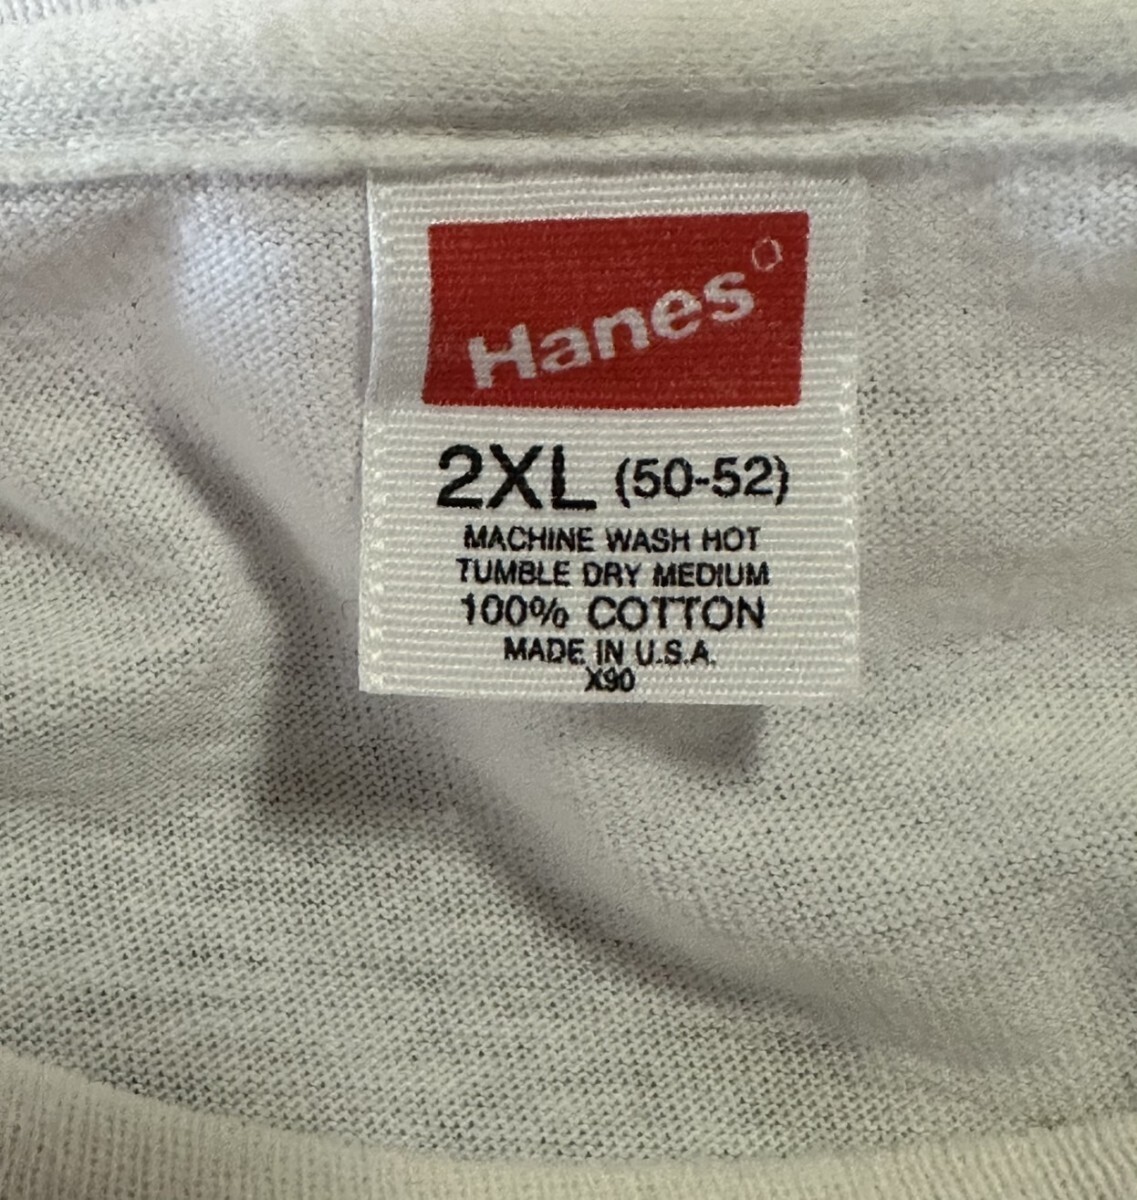 Hanes
2XL (50-52)
MACHINE WASH HOT
TUMBLE DRY MEDIUM
100% COTTON
MADE IN U.S.A.
X90